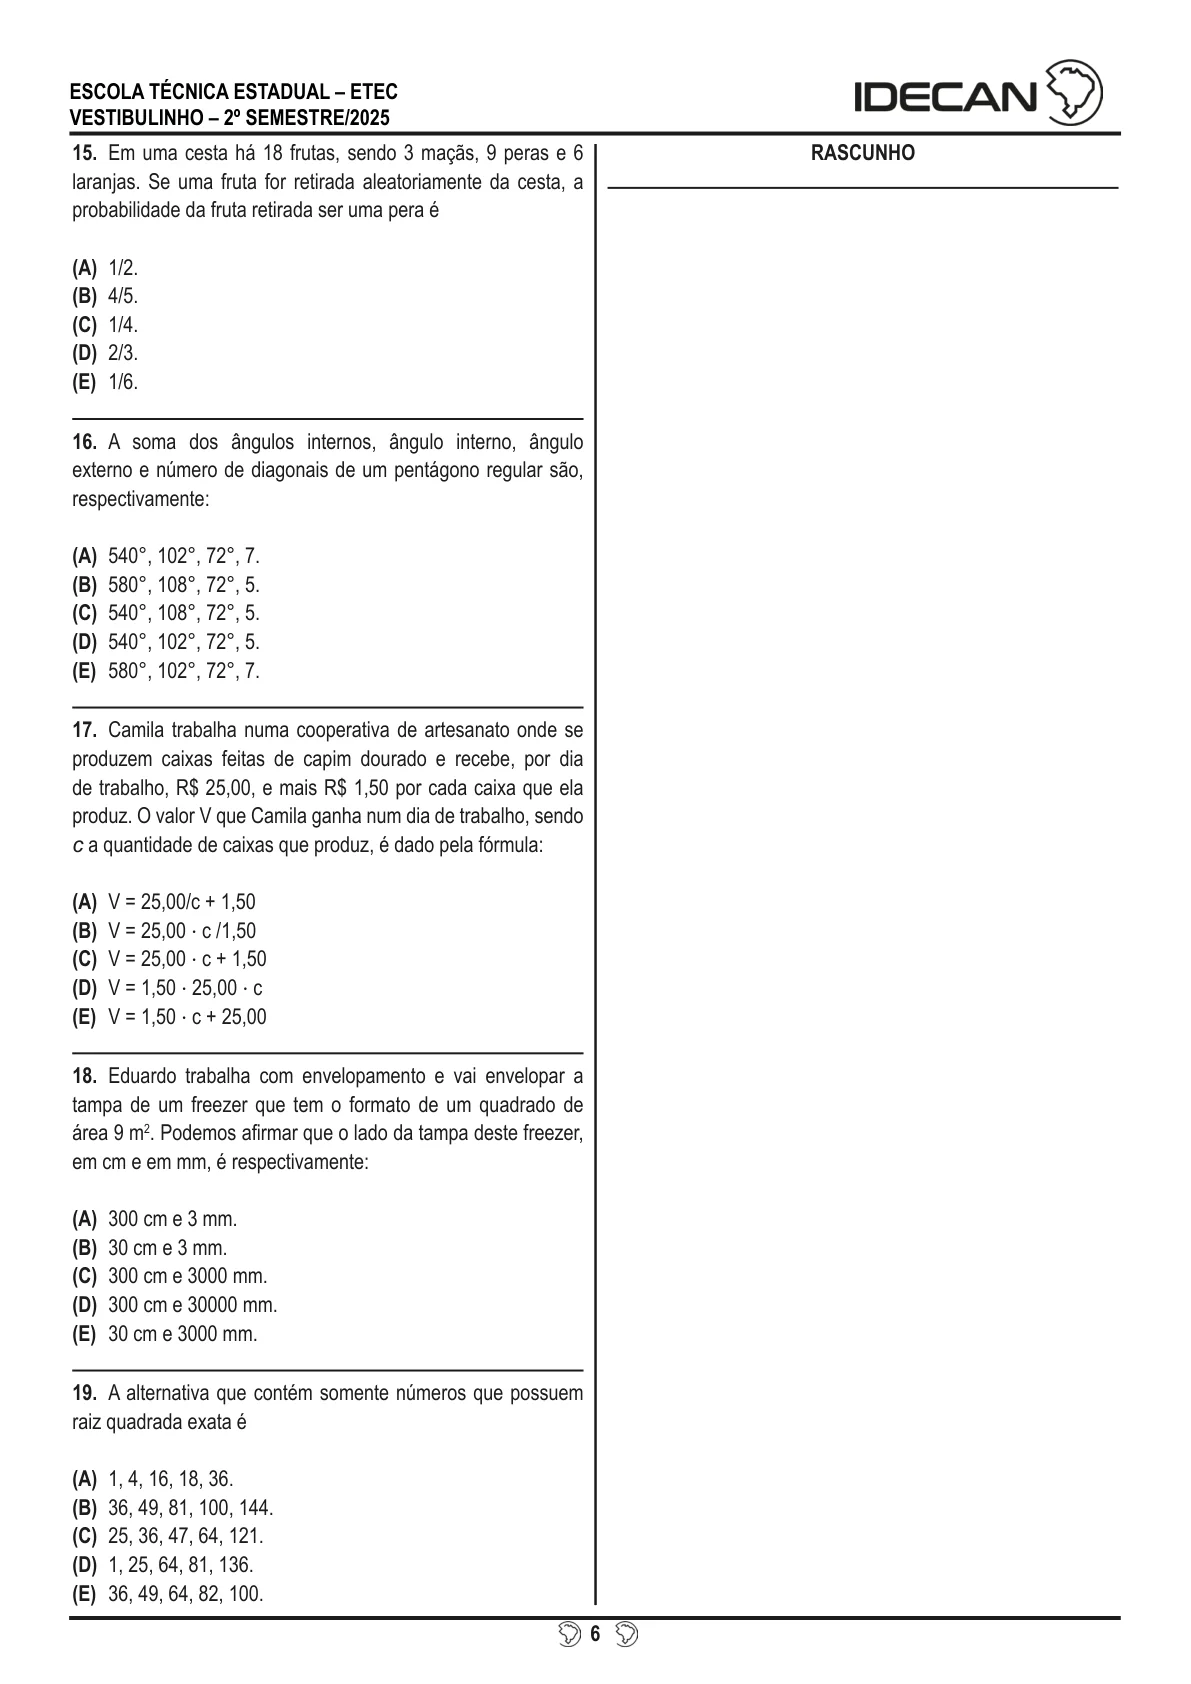 ESCOLA TÉCNICA ESTADUAL – ETEC
VESTIBULINHO – 2º SEMESTRE/2025
IDECAN
15. Em uma cesta há 18 frutas, sendo 3 maçãs, 9 peras e 6
laranjas. Se uma fruta for retirada aleatoriamente da cesta, a
probabilidade da fruta retirada ser uma pera é
(A) 1/2.
(B) 4/5.
(C) 1/4.
(D) 2/3.
(E) 1/6.
16. A soma dos ângulos internos, ângulo interno, ângulo
externo e número de diagonais de um pentágono regular são,
respectivamente:
(A) 540°, 102°, 72°, 7.
(B) 580°, 108°, 72°, 5.
(C) 540°, 108°, 72°, 5.
(D) 540°, 102°, 72°, 5.
(E) 580°, 102°, 72°, 7.
17. Camila trabalha numa cooperativa de artesanato onde se
produzem caixas feitas de capim dourado e recebe, por dia
de trabalho, R$ 25,00, e mais R$ 1,50 por cada caixa que ela
produz. O valor V que Camila ganha num dia de trabalho, sendo
c a quantidade de caixas que produz, é dado pela fórmula:
(A) V = 25,00/c + 1,50
(B) V = 25,00 · c /1,50
(C) V = 25,00 · c + 1,50
(D) V = 1,50 · 25,00 · c
(E) V = 1,50 · c + 25,00
18. Eduardo trabalha com envelopamento e vai envelopar a
tampa de um freezer que tem o formato de um quadrado de
área 9 m². Podemos afirmar que o lado da tampa deste freezer,
em cm e em mm, é respectivamente:
(A) 300 cm e 3 mm.
(B) 30 cm e 3 mm.
(C) 300 cm e 3000 mm.
(D) 300 cm e 30000 mm.
(E) 30 cm e 3000 mm.
19. A alternativa que contém somente números que possuem
raiz quadrada exata é
(A) 1, 4, 16, 18, 36.
(B) 36, 49, 81, 100, 144.
(C) 25, 36, 47, 64, 121.
(D) 1, 25, 64, 81, 136.
(E) 36, 49, 64, 82, 100.
RASCUNHO
6